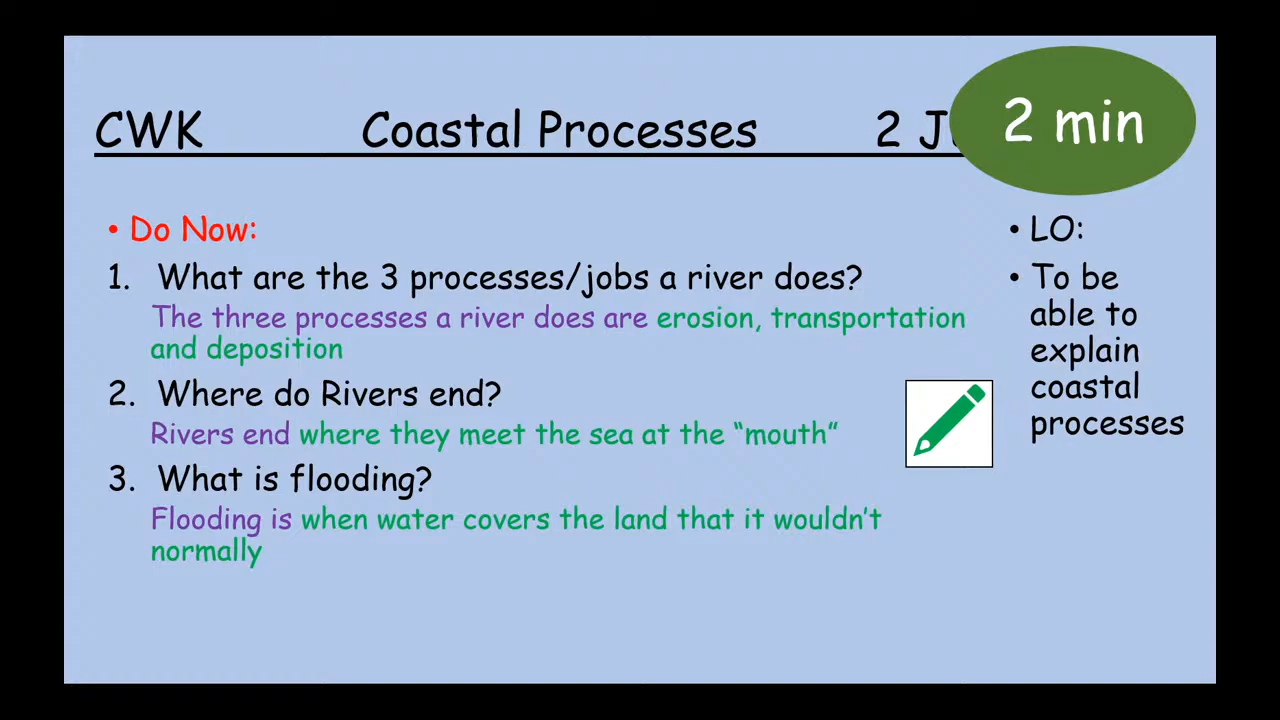 CWK Coastal Processes 2 2 min
• Do Now:
1. What are the 3 processes/jobs a river does?
The three processes a river does are erosion, transportation
and deposition
2. Where do Rivers end?
Rivers end where they meet the sea at the “mouth”
3. What is flooding?
Flooding is when water covers the land that it wouldn’t
normally
• LO:
• To be
able to
explain
coastal
processes